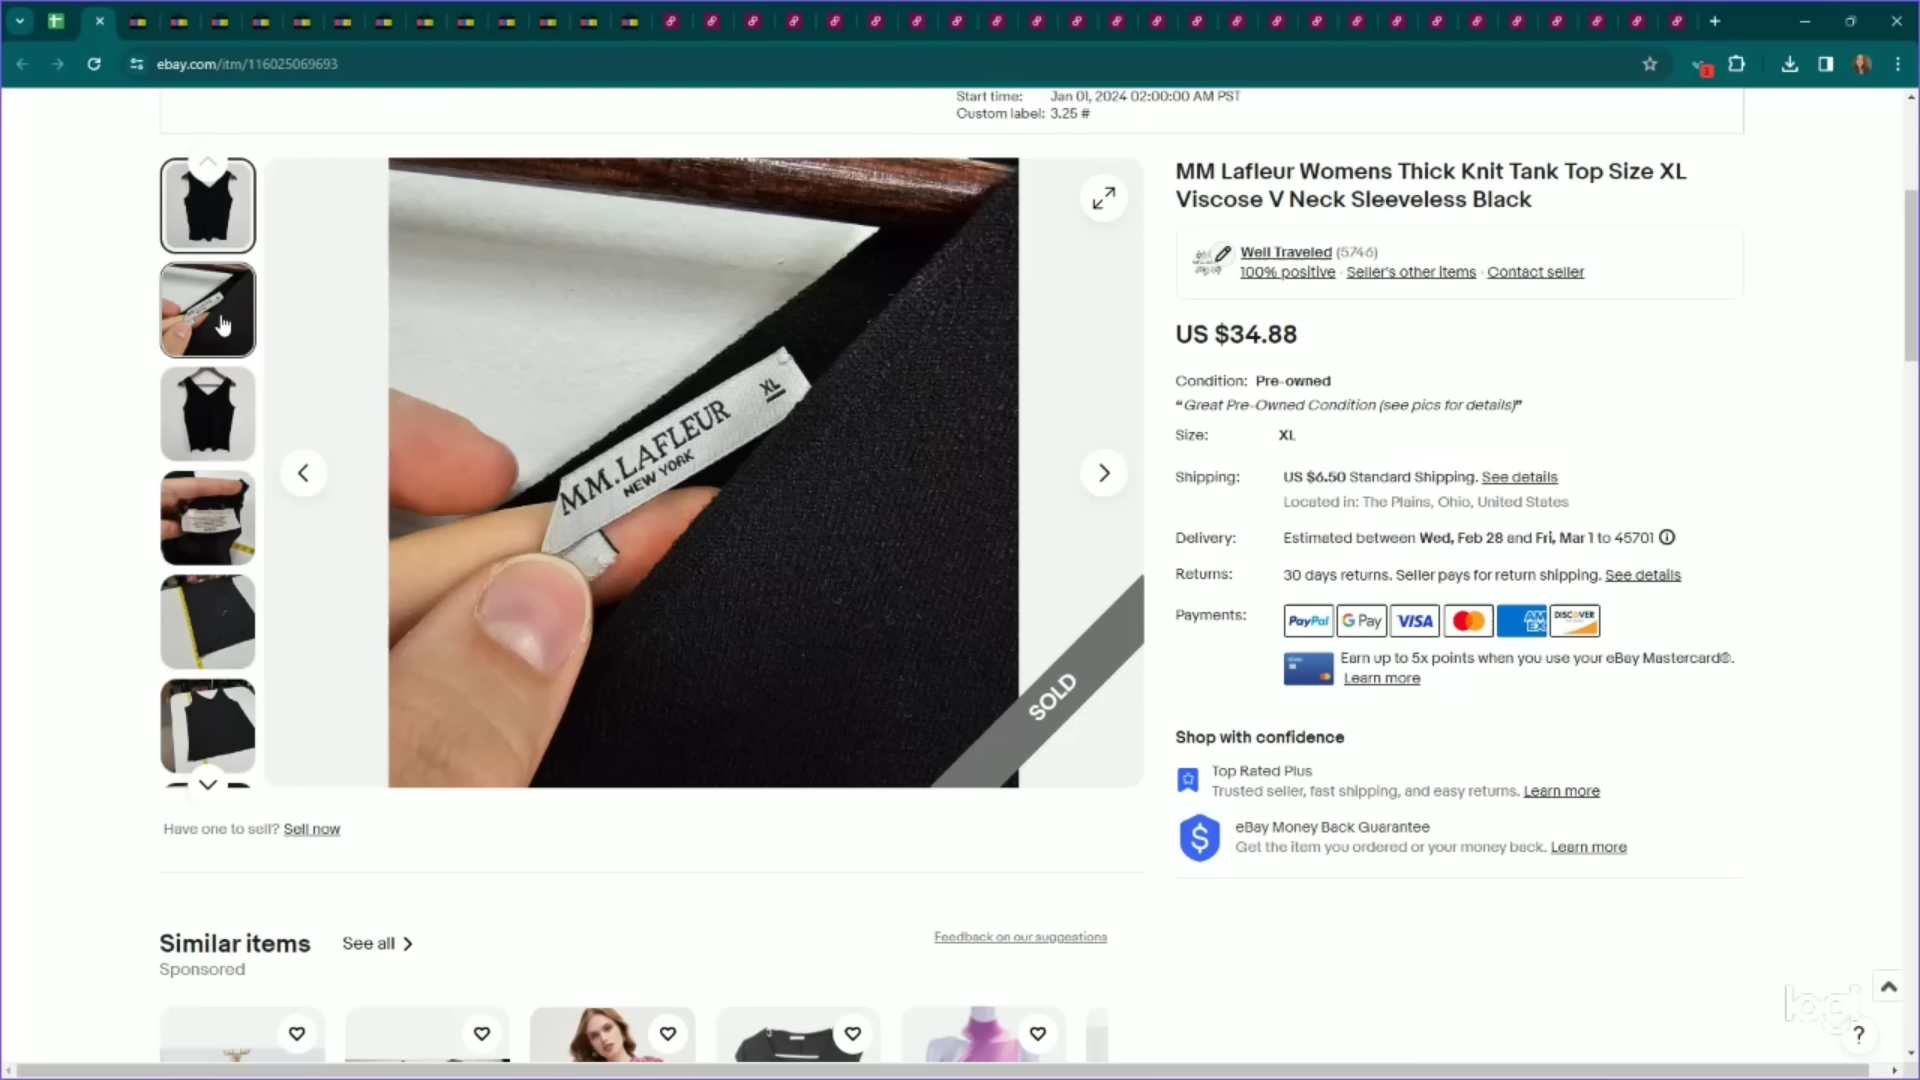 ebay.com/itm/116025069693
Start time: Jan 01, 2024 02:00:00 AM PST
Custom label: 3.25 #
MM Lafleur Womens Thick Knit Tank Top Size XL
Viscose V Neck Sleeveless Black
Well Traveled (5746)
100% positive · Seller's other items · Contact seller
US $34.88
Condition: Pre-owned
“Great Pre-Owned Condition (see pics for details)”
Size: XL
Shipping: US $6.50 Standard Shipping. See details
Located in: The Plains, Ohio, United States
Delivery: Estimated between Wed, Feb 28 and Fri, Mar 1 to 45701
Returns: 30 days returns. Seller pays for return shipping. See details
Payments: PayPal G Pay VISA AM EX DISCOVER
Earn up to 5x points when you use your eBay Mastercard®.
Learn more
Shop with confidence
Top Rated Plus
Trusted seller, fast shipping, and easy returns. Learn more
eBay Money Back Guarantee
Get the item you ordered or your money back. Learn more
MM.LAFLEUR XL
NEW YORK
SOLD
Have one to sell? Sell now
Similar items See all
Feedback on our suggestions
Sponsored